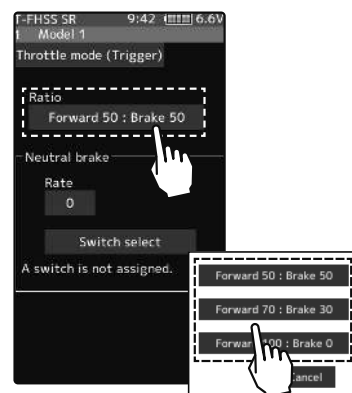 T-FHSS SR 9:42 6.6V
1 Model 1
Throttle mode (Trigger)
Ratio
Forward 50 : Brake 50
Neutral brake
Rate
0
Switch select
A switch is not assigned.
Forward 50 : Brake 50
Forward 70 : Brake 30
: Brake 0